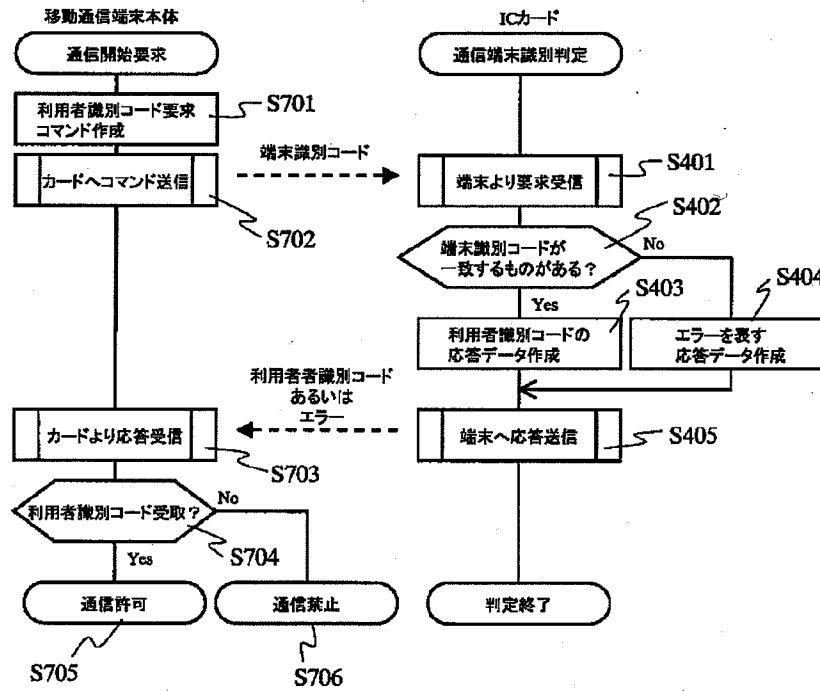 移動通信端末本体
通信開始要求
利用者識別コード要求
コマンド作成
S701
カードへコマンド送信
S702
端末識別コード
ICカード
通信端末識別判定
端末より要求受信
S401
端末識別コードが
一致するものがある？
S402
No
Yes
S403
利用者識別コードの
応答データ作成
S404
エラーを表す
応答データ作成
利用者者識別コード
あるいは
エラー
端末へ応答送信
S405
カードより応答受信
S703
利用者識別コード受取？
No
S704
Yes
通信許可
S705
通信禁止
S706
判定終了